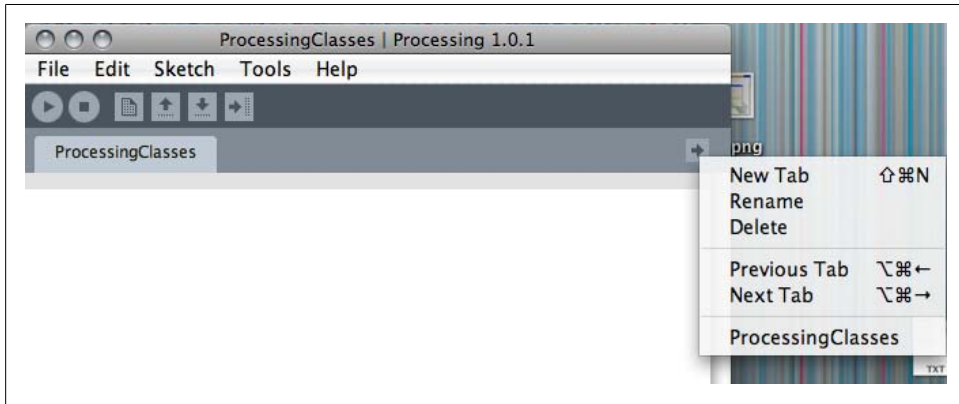 ProcessingClasses | Processing 1.0.1
File Edit Sketch Tools Help
ProcessingClasses
png
New Tab ⇧⌘N
Rename
Delete
Previous Tab ⌥⌘←
Next Tab ⌥⌘→
ProcessingClasses
TXT